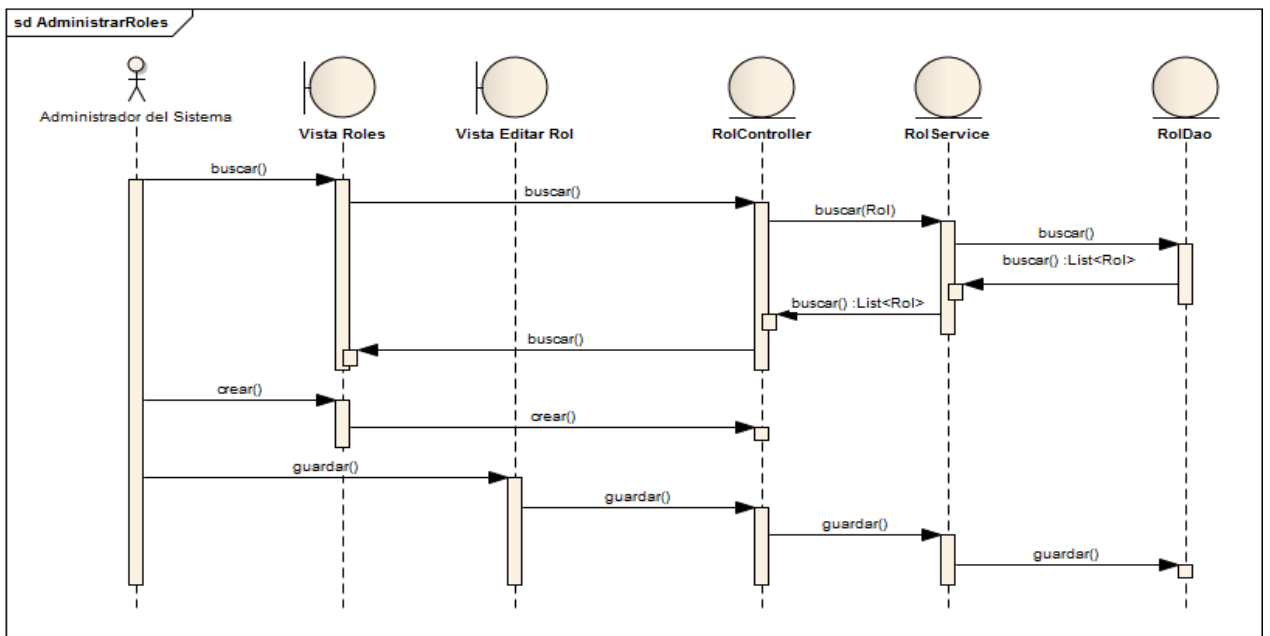 sd AdministrarRoles
Administrador del Sistema
Vista Roles
Vista Editar Rol
RolController
RolService
RolDao
buscar()
buscar()
buscar(Rol)
buscar()
buscar() :List<Rol>
buscar() :List<Rol>
buscar()
crear()
crear()
guardar()
guardar()
guardar()
guardar()